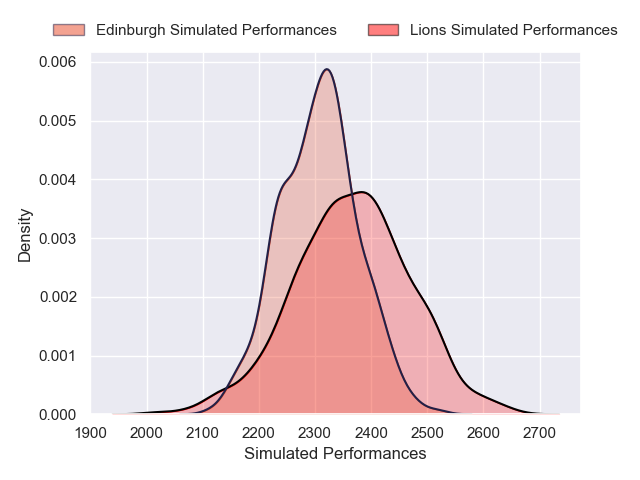 Edinburgh Simulated Performances Lions Simulated Performances
0.006
0.005
0.004
0.003
0.002
0.001
0.000
Density
1900 2000 2100 2200 2300 2400 2500 2600 2700
Simulated Performances